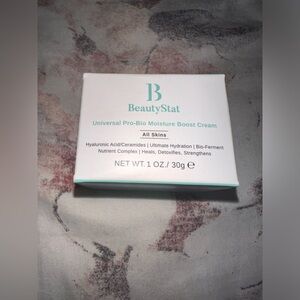 B
BeautyStat
Universal Pro-Bio Moisture Boost Cream
All Skins
Hyaluronic Acid/Ceramides | Ultimate Hydration | Bio-Ferment
Nutrient Complex | Heals, Detoxifies, Strengthens
NET WT. 1 OZ./ 30g ℮